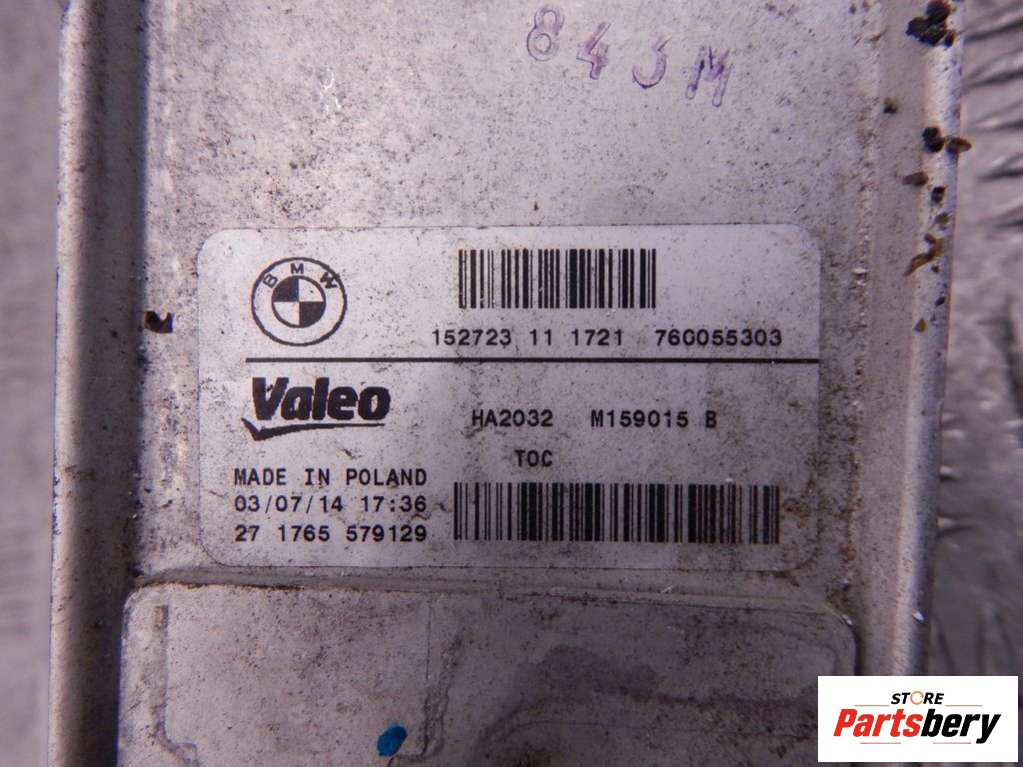 84JM
BMW
152723 11 1721 760055303
Valeo
HA2032 M159015 B
TOC
MADE IN POLAND
03/07/14 17:36
27 1765 579129
STORE
Partsbery